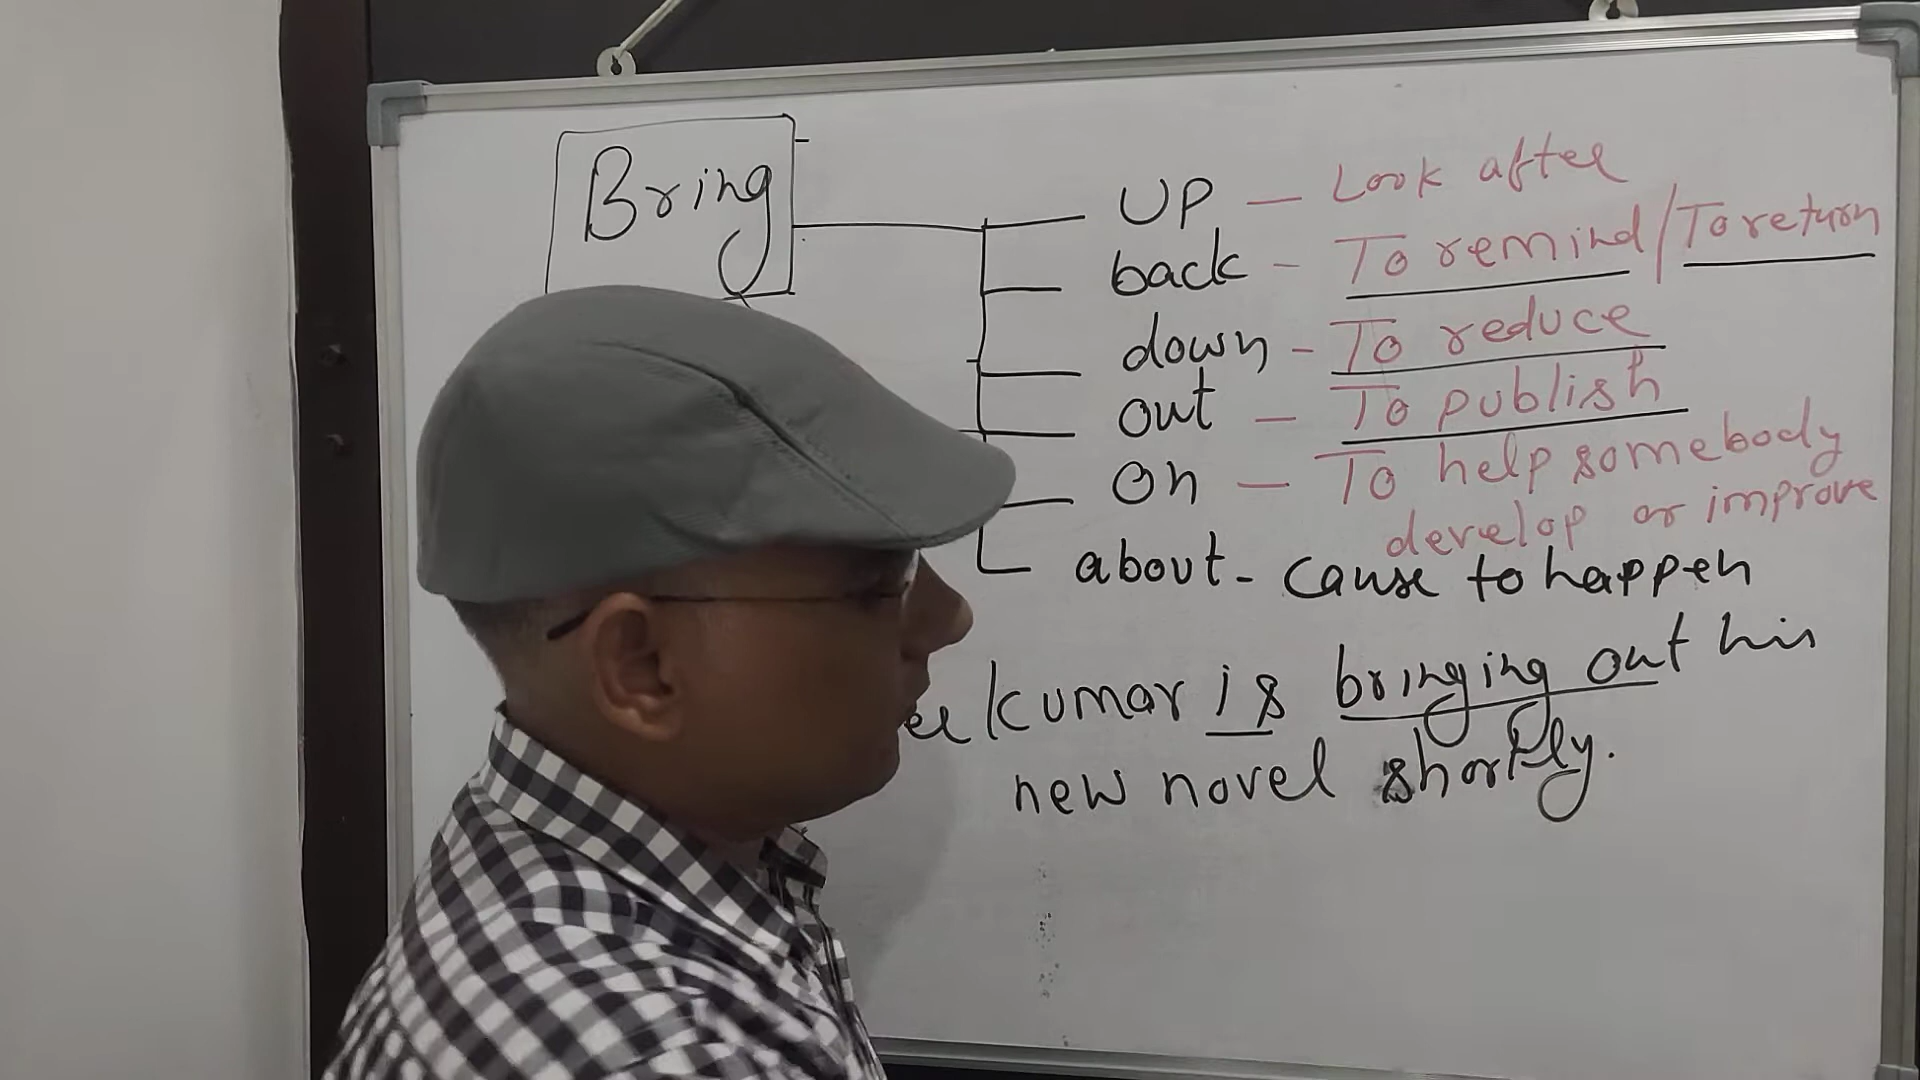 Bring
UP - Look after
back - To remind / To return
down - To reduce
out - To publish
on - To help somebody
develop or improve
about - cause to happen
kumar is bringing out his
new novel shortly.